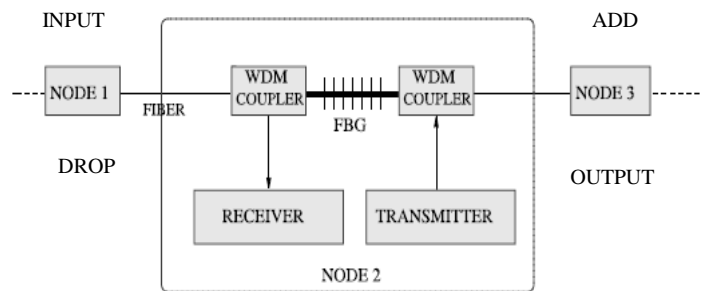 INPUT
ADD
NODE 1
FIBER
WDM
COUPLER
FBG
WDM
COUPLER
NODE 3
DROP
OUTPUT
RECEIVER
TRANSMITTER
NODE 2